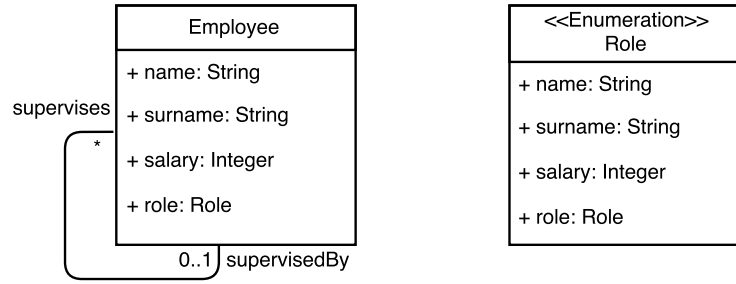 Employee
+ name: String
+ surname: String
+ salary: Integer
+ role: Role
supervises
*
0..1 supervisedBy
<<Enumeration>>
Role
+ name: String
+ surname: String
+ salary: Integer
+ role: Role